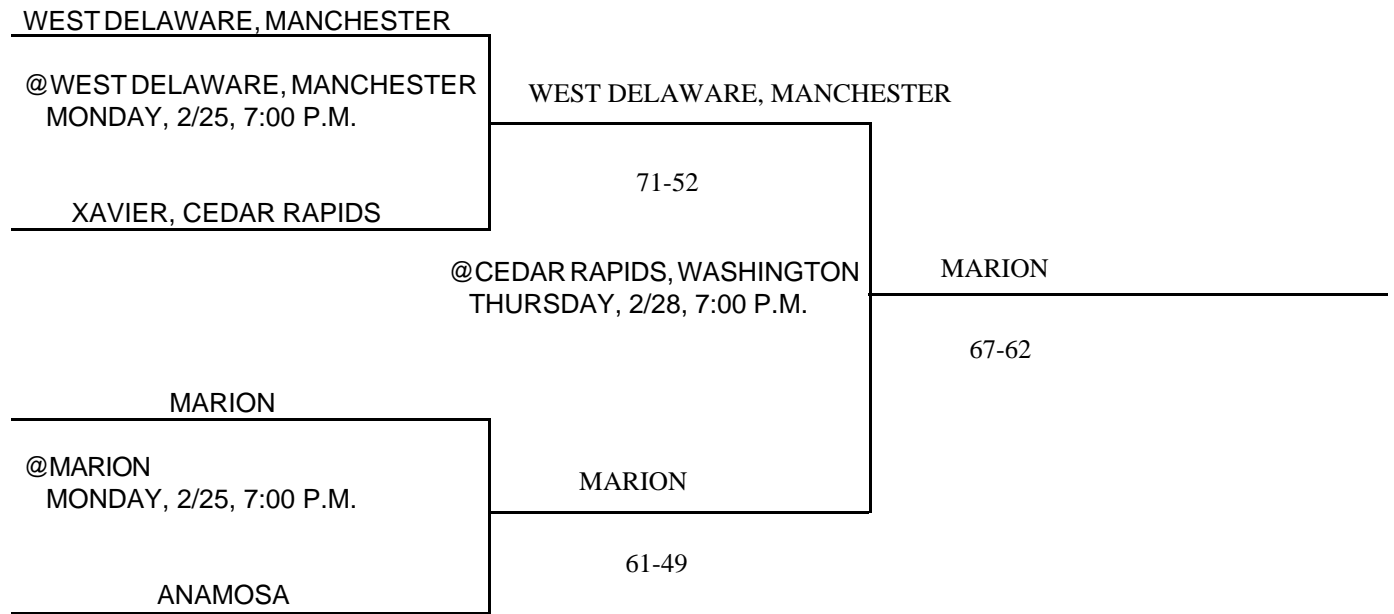 WEST DELAWARE, MANCHESTER
@WEST DELAWARE, MANCHESTER
MONDAY, 2/25, 7:00 P.M.
WEST DELAWARE, MANCHESTER
71-52
XAVIER, CEDAR RAPIDS
@CEDAR RAPIDS, WASHINGTON
THURSDAY, 2/28, 7:00 P.M.
MARION
67-62
MARION
@MARION
MONDAY, 2/25, 7:00 P.M.
MARION
61-49
ANAMOSA